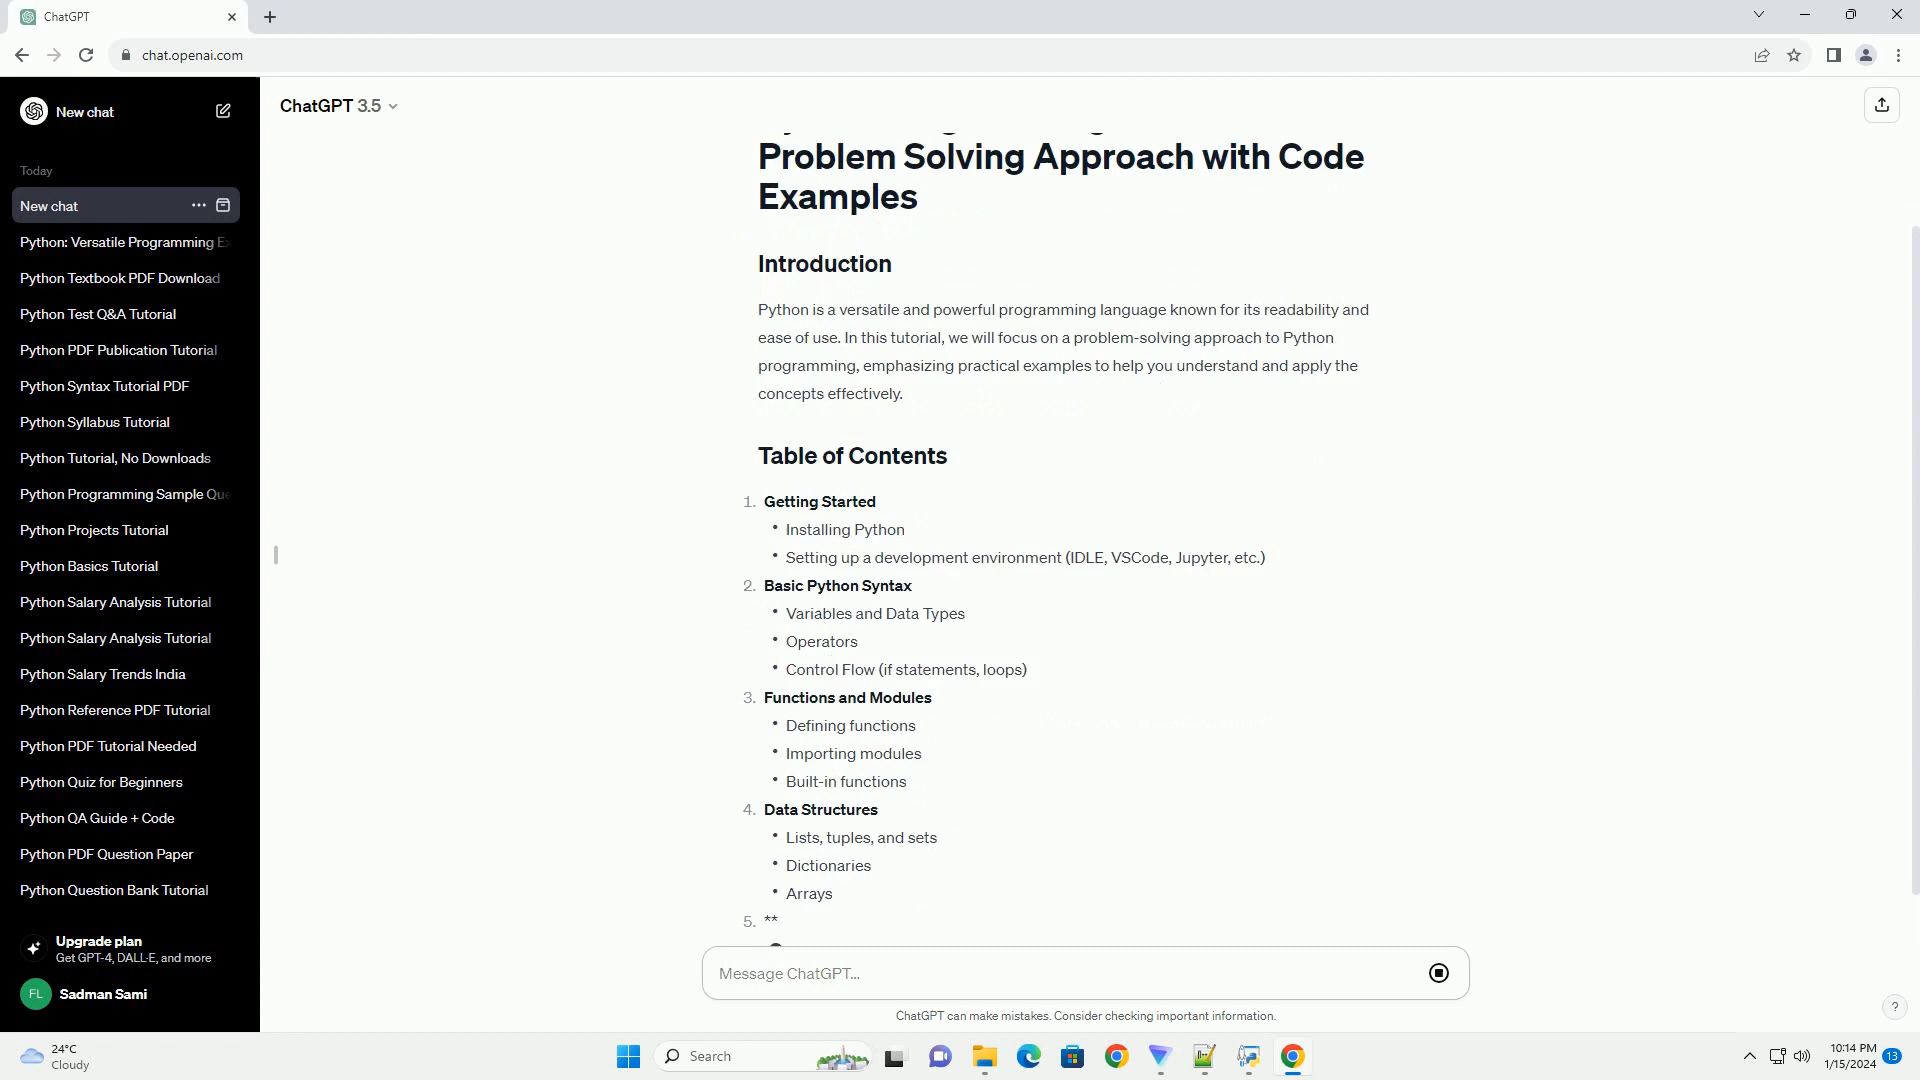 ChatGPT
chat.openai.com
New chat
Today
New chat
Python: Versatile Programming Ex
Python Textbook PDF Download
Python Test Q&A Tutorial
Python PDF Publication Tutorial
Python Syntax Tutorial PDF
Python Syllabus Tutorial
Python Tutorial, No Downloads
Python Programming Sample Que
Python Projects Tutorial
Python Basics Tutorial
Python Salary Analysis Tutorial
Python Salary Analysis Tutorial
Python Salary Trends India
Python Reference PDF Tutorial
Python PDF Tutorial Needed
Python Quiz for Beginners
Python QA Guide + Code
Python PDF Question Paper
Python Question Bank Tutorial
Upgrade plan
Get GPT-4, DALL·E, and more
FL Sadman Sami
ChatGPT 3.5
Problem Solving Approach with Code
Examples
Introduction
Python is a versatile and powerful programming language known for its readability and
ease of use. In this tutorial, we will focus on a problem-solving approach to Python
programming, emphasizing practical examples to help you understand and apply the
concepts effectively.
Table of Contents
1. Getting Started
• Installing Python
• Setting up a development environment (IDLE, VSCode, Jupyter, etc.)
2. Basic Python Syntax
• Variables and Data Types
• Operators
• Control Flow (if statements, loops)
3. Functions and Modules
• Defining functions
• Importing modules
• Built-in functions
4. Data Structures
• Lists, tuples, and sets
• Dictionaries
• Arrays
5. **
Message ChatGPT...
ChatGPT can make mistakes. Consider checking important information.
?
24°C
Cloudy
Search
10:14 PM
1/15/2024
13